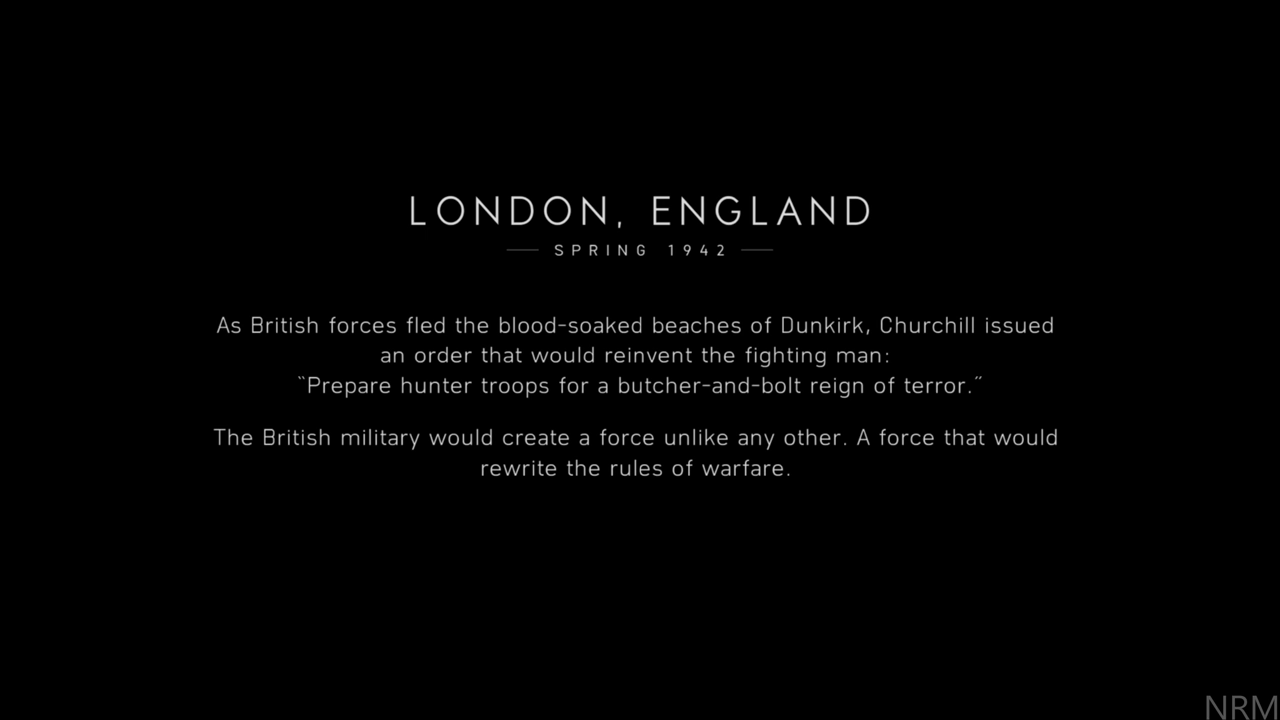 LONDON, ENGLAND
SPRING 1942
As British forces fled the blood-soaked beaches of Dunkirk, Churchill issued
an order that would reinvent the fighting man:
“Prepare hunter troops for a butcher-and-bolt reign of terror.”
The British military would create a force unlike any other. A force that would
rewrite the rules of warfare.
NRM